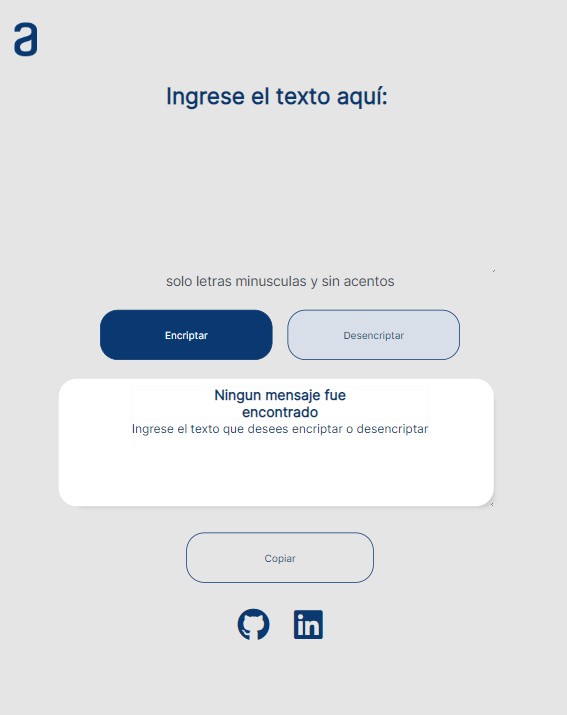 a
Ingrese el texto aquí:
solo letras minusculas y sin acentos
Encriptar
Desencriptar
Ningun mensaje fue
encontrado
Ingrese el texto que desees encriptar o desencriptar
Copiar
in